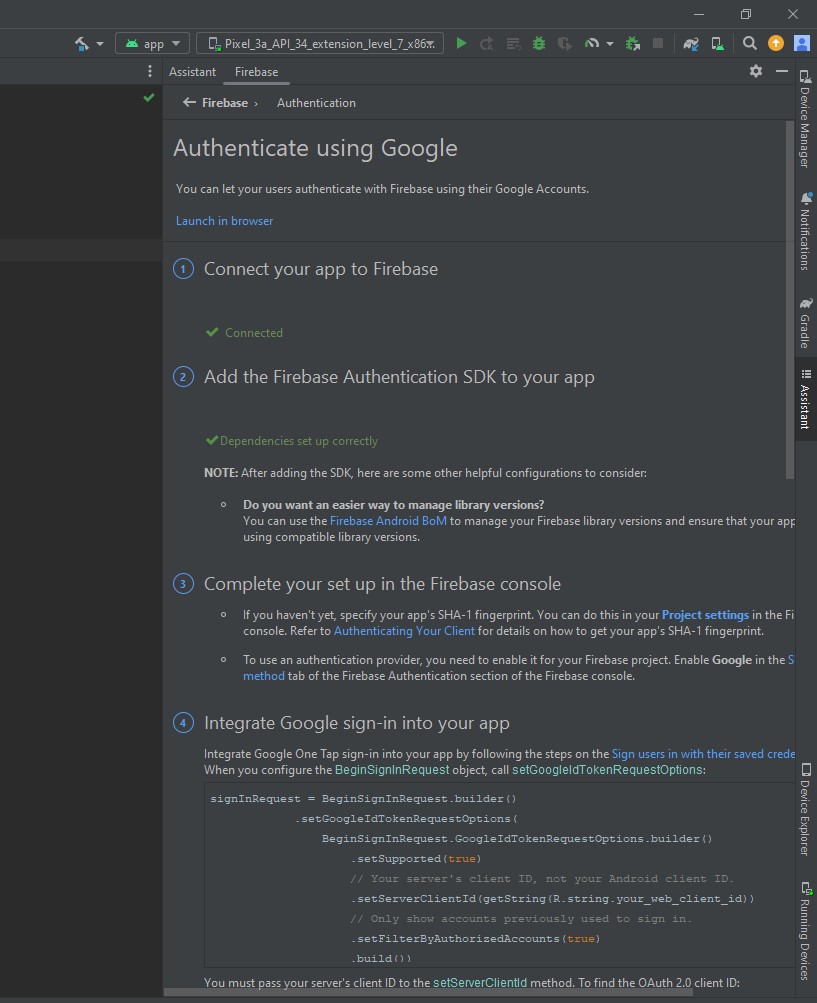 app
Pixel_3a_API_34_extension_level_7_x86
Assistant
Firebase
Firebase
Authentication
Authenticate using Google
You can let your users authenticate with Firebase using their Google Accounts.
Launch in browser
1
Connect your app to Firebase
Connected
2
Add the Firebase Authentication SDK to your app
Dependencies set up correctly
NOTE: After adding the SDK, here are some other helpful configurations to consider:
Do you want an easier way to manage library versions?
You can use the Firebase Android BoM to manage your Firebase library versions and ensure that your app
using compatible library versions.
3
Complete your set up in the Firebase console
If you haven't yet, specify your app's SHA-1 fingerprint. You can do this in your Project settings in the Fi
console. Refer to Authenticating Your Client for details on how to get your app's SHA-1 fingerprint.
To use an authentication provider, you need to enable it for your Firebase project. Enable Google in the S
method tab of the Firebase Authentication section of the Firebase console.
4
Integrate Google sign-in into your app
Integrate Google One Tap sign-in into your app by following the steps on the Sign users in with their saved crede
When you configure the BeginSignInRequest object, call setGoogleIdTokenRequestOptions:
signInRequest = BeginSignInRequest.builder()
.setGoogleIdTokenRequestOptions(
BeginSignInRequest.GoogleIdTokenRequestOptions.builder()
.setSupported(true)
// Your server's client ID, not your Android client ID.
.setServerClientId(getString(R.string.your_web_client_id))
// Only show accounts previously used to sign in.
.setFilterByAuthorizedAccounts(true)
.build())
You must pass your server's client ID to the setServerClientId method. To find the OAuth 2.0 client ID:
Device Manager
Notifications
Gradle
Assistant
Device Explorer
Running Devices